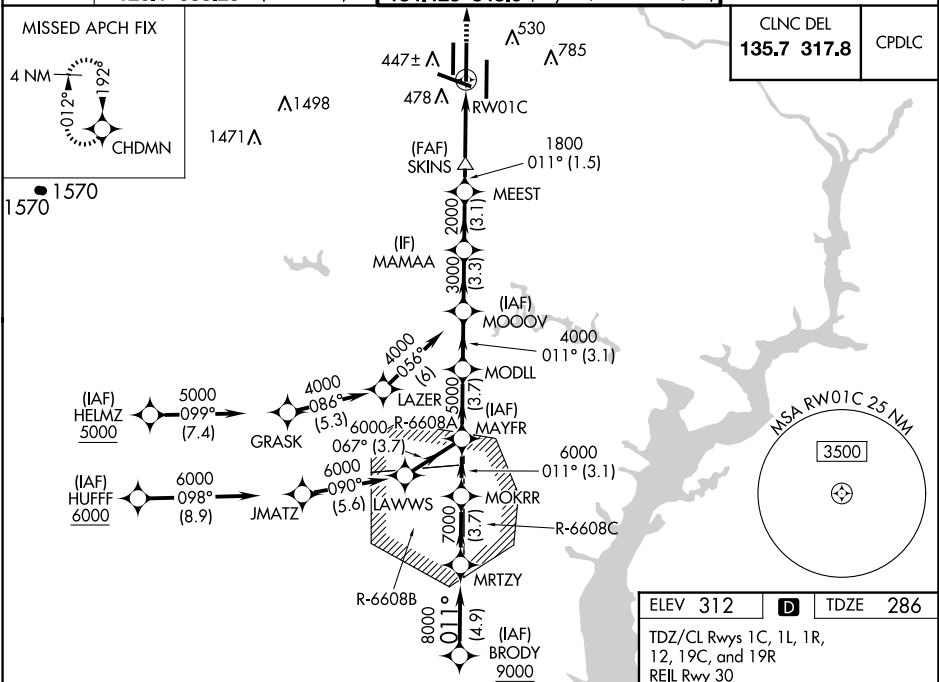 MISSED APCH FIX
4 NM
012°
192°
CHDMN
CLNC DEL
135.7 317.8
CPDLC
530
785
447±
478
RW01C
1498
1471
1570
1570
(FAF)
SKINS
1800
011° (1.5)
MEEST
2000
(3.1)
(IF)
MAMAA
3000
(3.3)
(IAF)
MOOOV
4000
011° (3.1)
MODLL
4000
056°
(6)
LAZER
5000
(3.7)
(IAF)
HELMZ
5000
5000
099°
(7.4)
GRASK
4000
086°
(5.3)
R-6608A
(IAF)
MAYFR
6000
067° (3.7)
6000
011° (3.1)
(IAF)
HUFFF
6000
6000
098°
(8.9)
JMATZ
6000
090°
(5.6)
LAWWS
MOKRR
7000
(3.7)
R-6608C
MRTZY
R-6608B
8000
011°
(4.9)
(IAF)
BRODY
9000
MSA RW01C 25 NM
3500
ELEV 312
D
TDZE 286
TDZ/CL Rwys 1C, 1L, 1R,
12, 19C, and 19R
REIL Rwy 30